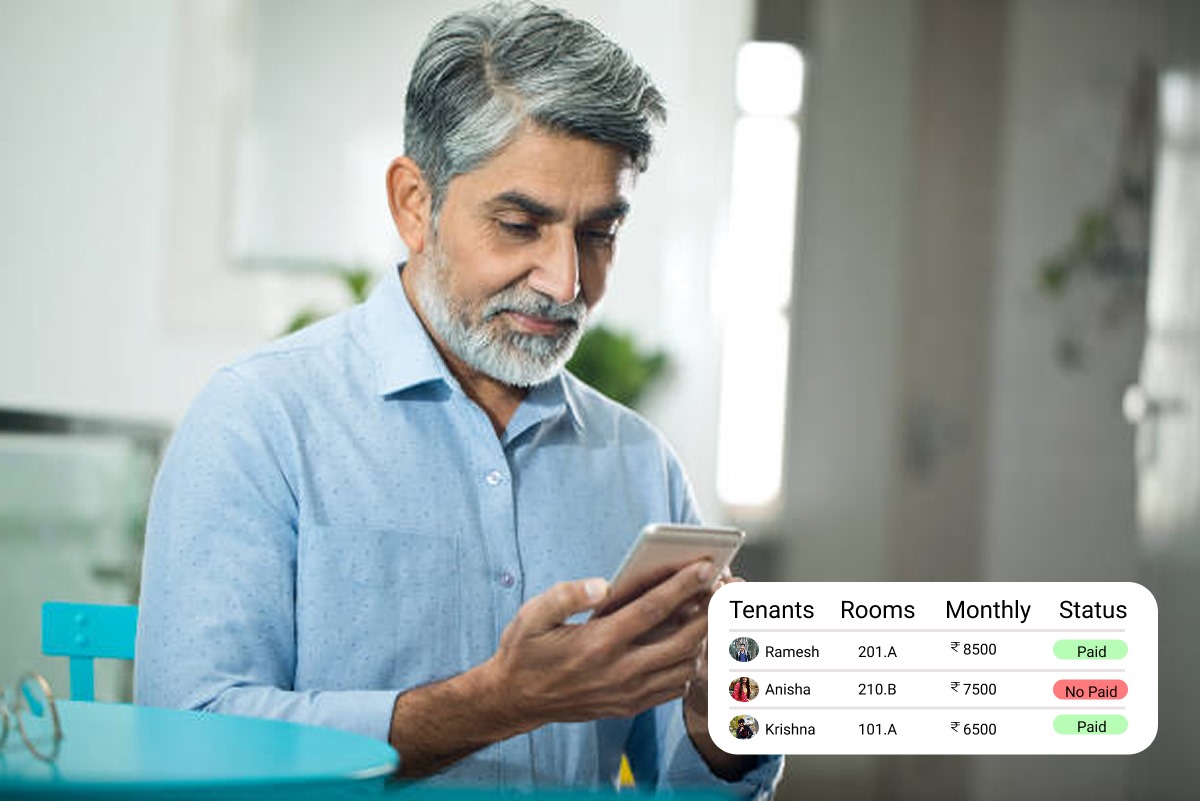 Tenants Rooms Monthly Status
Ramesh 201.A ₹8500 Paid
Anisha 210.B ₹7500 No Paid
Krishna 101.A ₹6500 Paid